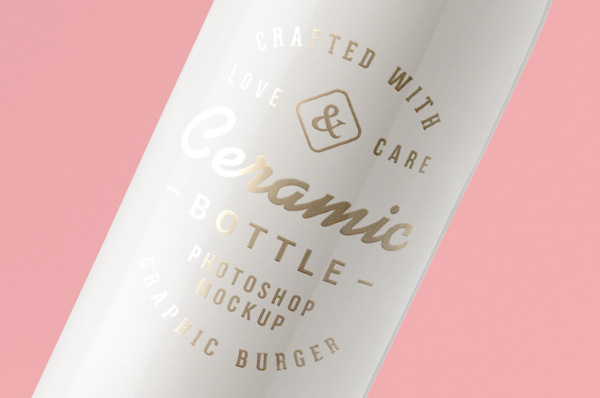 CRAFTED WITH
LOVE & CARE
Ceramic
- BOTTLE -
PHOTOSHOP
MOCKUP
GRAPHIC BURGER